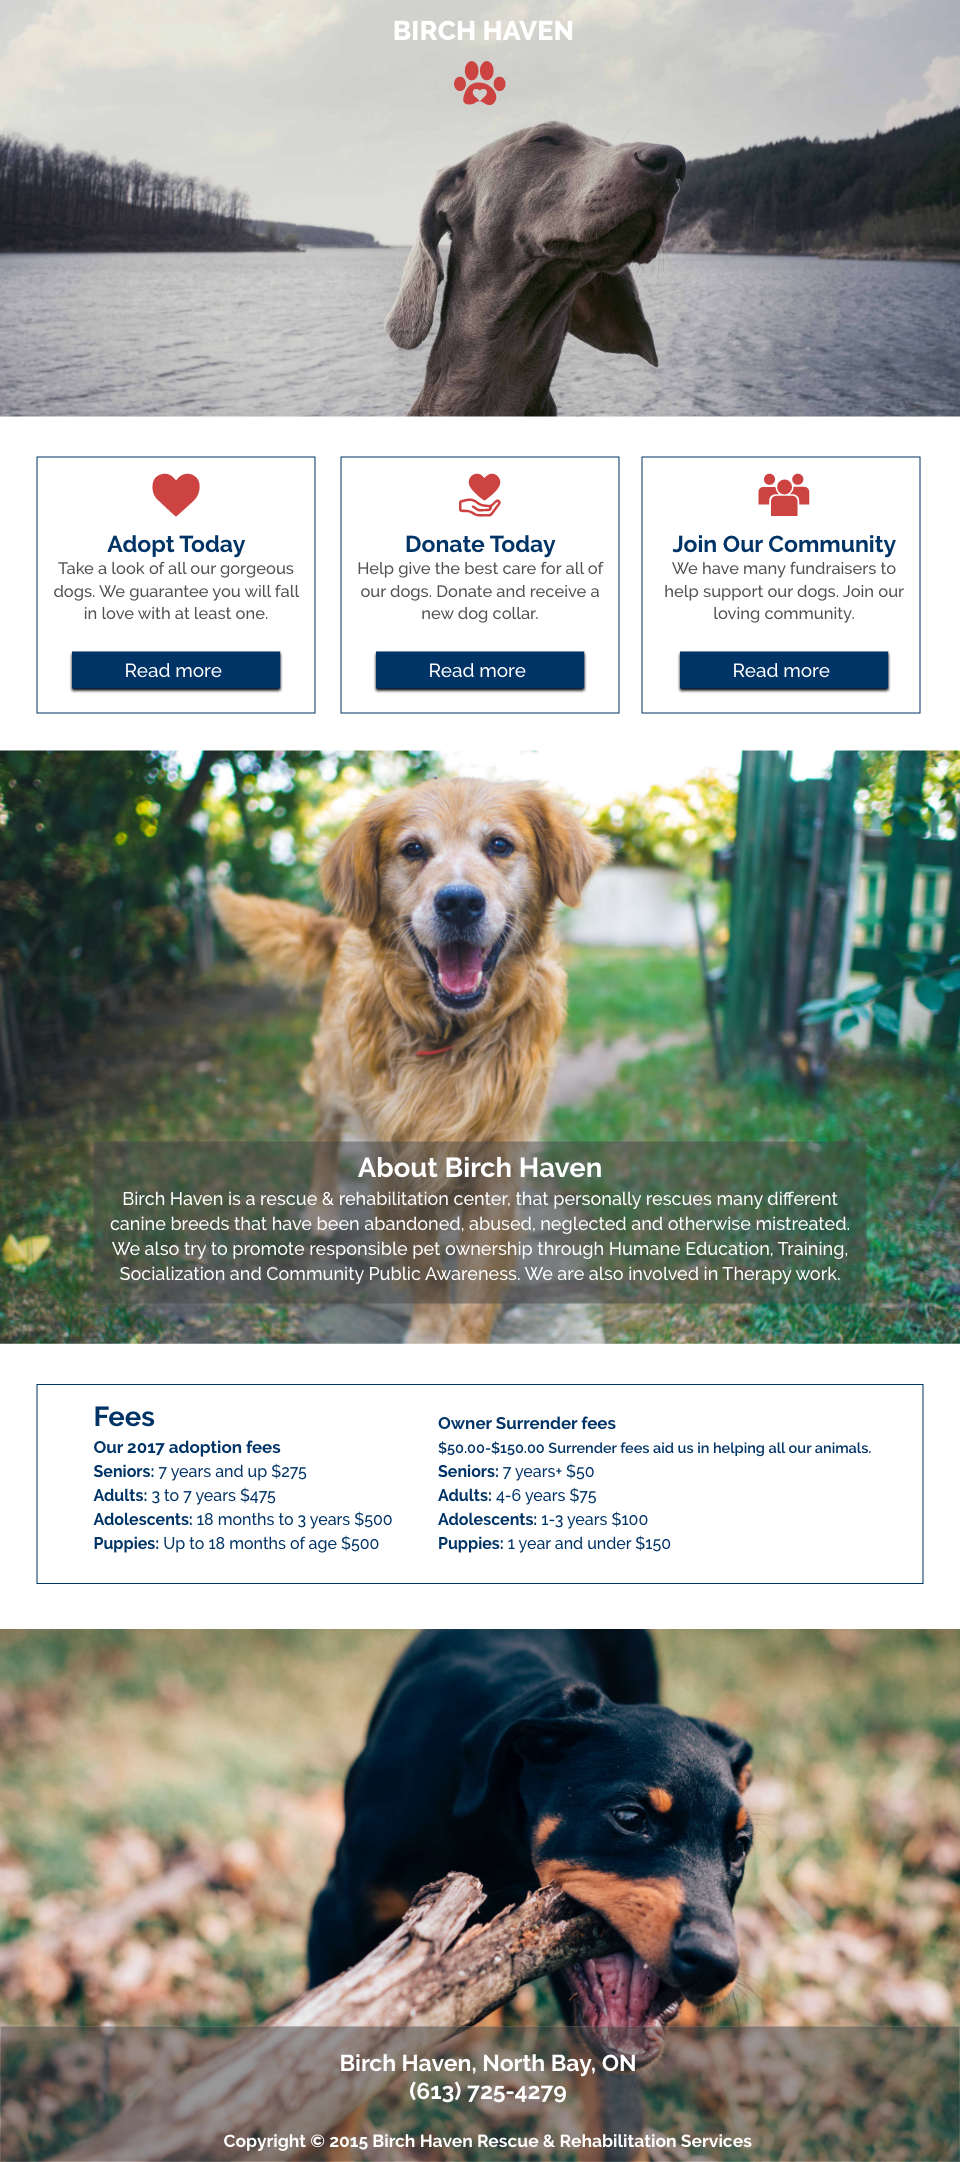 BIRCH HAVEN
Adopt Today
Take a look of all our gorgeous
dogs. We guarantee you will fall
in love with at least one.
Read more
Donate Today
Help give the best care for all of
our dogs. Donate and receive a
new dog collar.
Read more
Join Our Community
We have many fundraisers to
help support our dogs. Join our
loving community.
Read more
About Birch Haven
Birch Haven is a rescue & rehabilitation center, that personally rescues many different
canine breeds that have been abandoned, abused, neglected and otherwise mistreated.
We also try to promote responsible pet ownership through Humane Education, Training,
Socialization and Community Public Awareness. We are also involved in Therapy work.
Fees
Our 2017 adoption fees
Seniors: 7 years and up $275
Adults: 3 to 7 years $475
Adolescents: 18 months to 3 years $500
Puppies: Up to 18 months of age $500
Owner Surrender fees
$50.00-$150.00 Surrender fees aid us in helping all our animals.
Seniors: 7 years+ $50
Adults: 4-6 years $75
Adolescents: 1-3 years $100
Puppies: 1 year and under $150
Birch Haven, North Bay, ON
(613) 725-4279
Copyright © 2015 Birch Haven Rescue & Rehabilitation Services